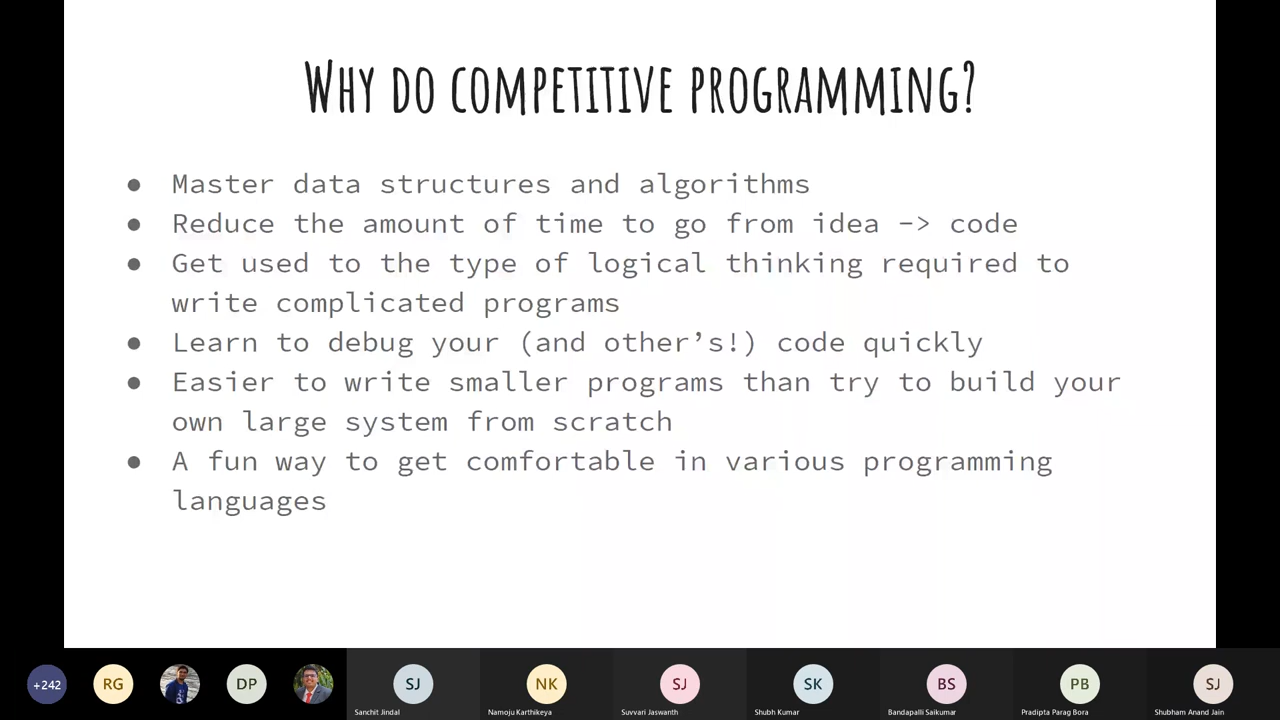 WHY DO COMPETITIVE PROGRAMMING?
● Master data structures and algorithms
● Reduce the amount of time to go from idea -> code
● Get used to the type of logical thinking required to
write complicated programs
● Learn to debug your (and other’s!) code quickly
● Easier to write smaller programs than try to build your
own large system from scratch
● A fun way to get comfortable in various programming
languages
+242 RG DP SJ NK SJ SK BS PB SJ
Sanchit Jindal Namoju Karthikeya Suvvari Jaswanth Shubh Kumar Bandapalli Saikumar Pradipta Parag Bora Shubham Anand Jain